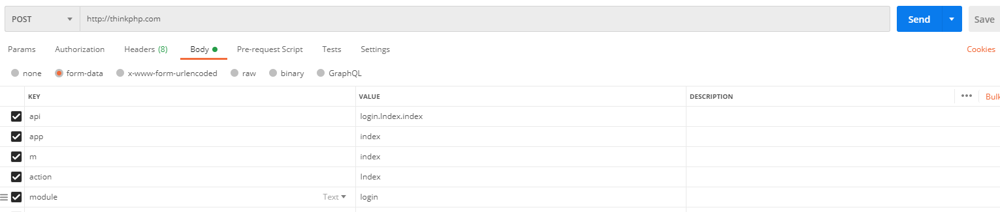 POST http://thinkphp.com Send Save
Params Authorization Headers (8) Body Pre-request Script Tests Settings Cookies
none form-data x-www-form-urlencoded raw binary GraphQL
KEY VALUE DESCRIPTION ••• Bulk
api login.Index.index
app index
m index
action Index
module Text login